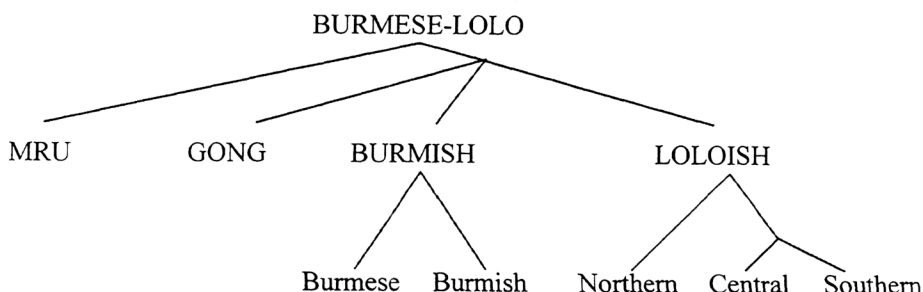 BURMESE-LOLO
MRU GONG BURMISH LOLOISH
Burmese Burmish Northern Central Southern